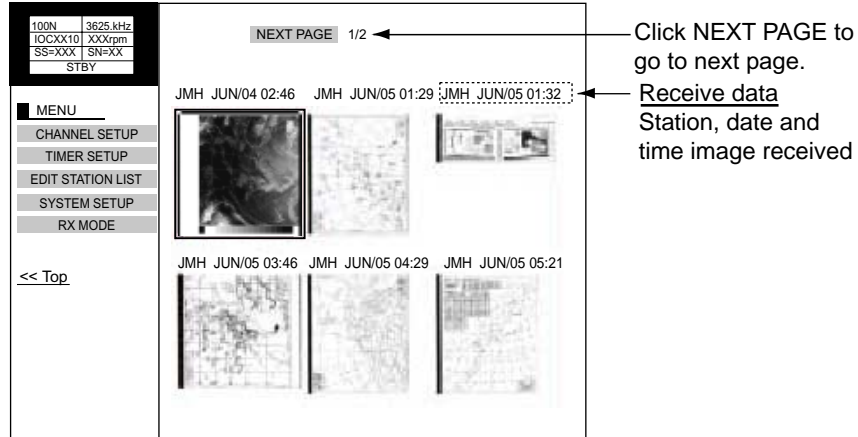 100N 3625.kHz
IOCXX10 XXXrpm
SS=XXX SN=XX
STBY
MENU
CHANNEL SETUP
TIMER SETUP
EDIT STATION LIST
SYSTEM SETUP
RX MODE
<< Top
NEXT PAGE 1/2
JMH JUN/04 02:46 JMH JUN/05 01:29 JMH JUN/05 01:32
JMH JUN/05 03:46 JMH JUN/05 04:29 JMH JUN/05 05:21
Click NEXT PAGE to
go to next page.
Receive data
Station, date and
time image received